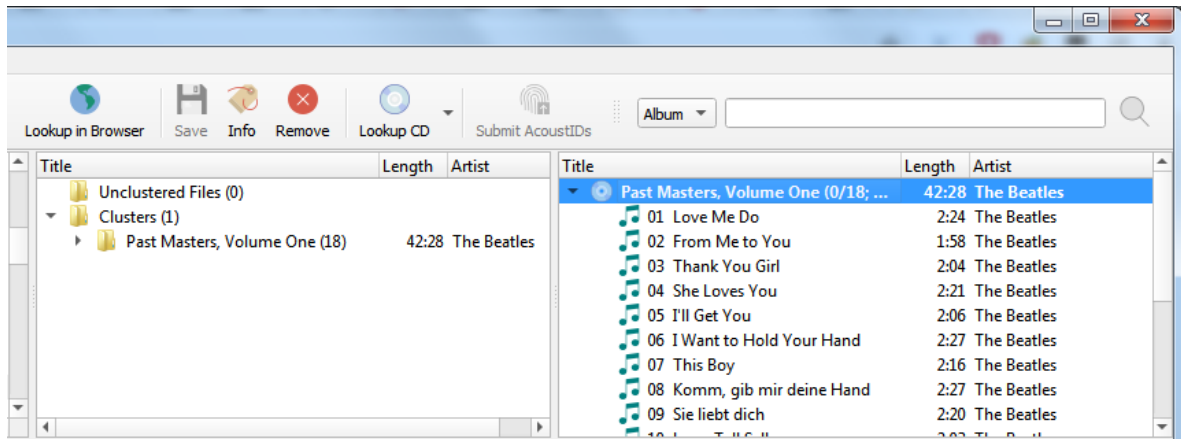 Lookup in Browser Save Info Remove Lookup CD Submit AcoustIDs Album
Title Length Artist
Unclustered Files (0)
Clusters (1)
Past Masters, Volume One (18) 42:28 The Beatles
Title Length Artist
Past Masters, Volume One (0/18; ... 42:28 The Beatles
01 Love Me Do 2:24 The Beatles
02 From Me to You 1:58 The Beatles
03 Thank You Girl 2:04 The Beatles
04 She Loves You 2:21 The Beatles
05 I'll Get You 2:06 The Beatles
06 I Want to Hold Your Hand 2:27 The Beatles
07 This Boy 2:16 The Beatles
08 Komm, gib mir deine Hand 2:27 The Beatles
09 Sie liebt dich 2:20 The Beatles